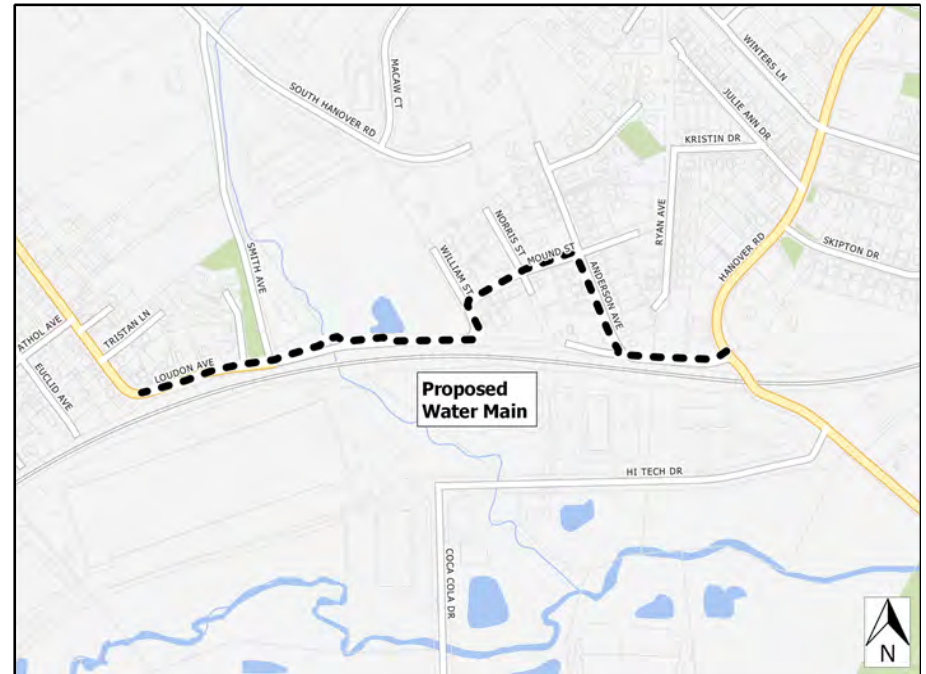 WINTERS LN
MACAW CT
SOUTH HANOVER RD
JULIE ANN DR
KRISTIN DR
NORRIS ST
RYAN AVE
MOUND ST
SKIPTON DR
SMITH AVE
WILLIAM ST
ANDERSON AVE
HANOVER RD
ATHOL AVE
TRISTAN LN
EUCLID AVE
LOUDON AVE
Proposed
Water Main
HI TECH DR
COCA COLA DR
N